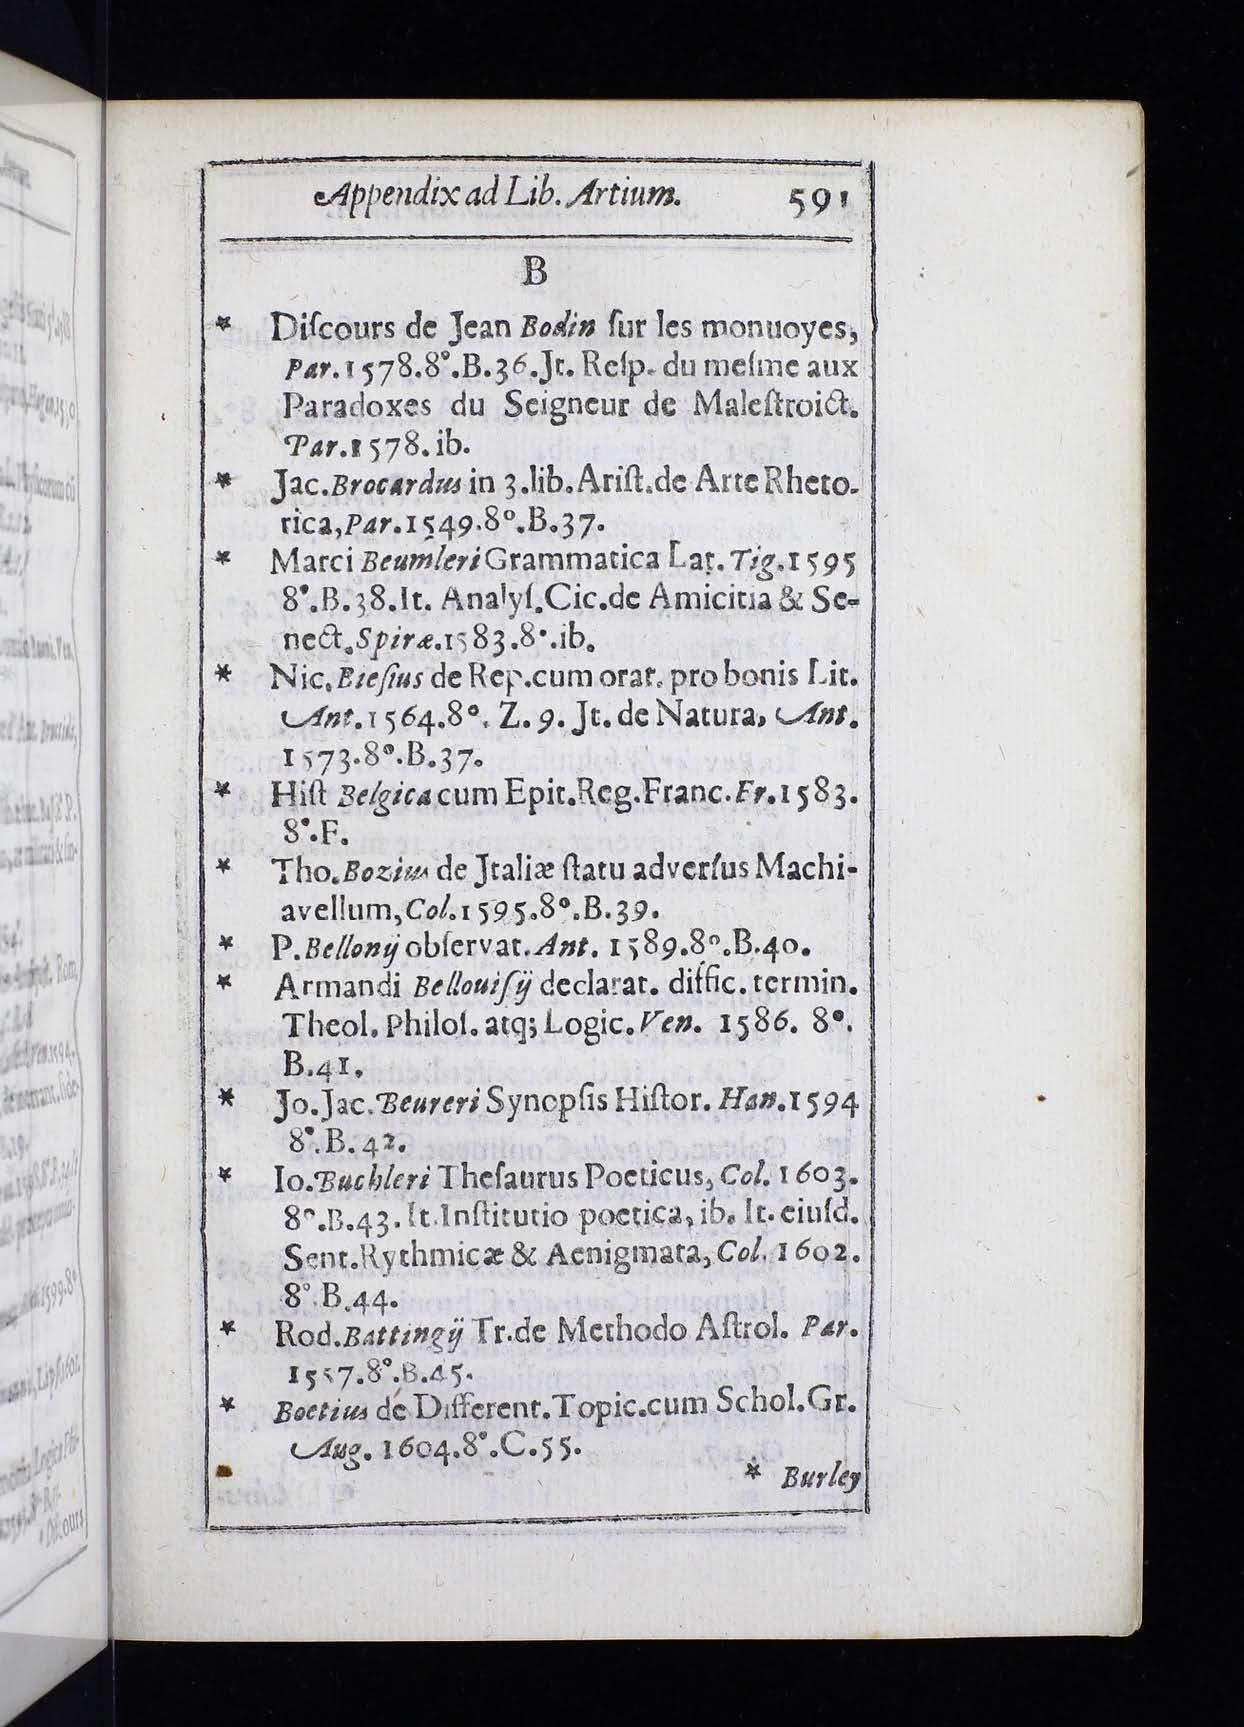 Appendix ad Lib. Artium. 591
B
* Diſcours de Jean Bodin ſur les monuoyes,
Par. 1578. 8°. B. 36. Jt. Reſp. du meſme aux
Paradoxes du Seigneur de Maleſtroict.
Par. 1578. ib.
* Jac. Brocardus in 3. lib. Ariſt. de Arte Rheto-
rica, Par. 1549. 8°. B. 37.
* Marci Beumleri Grammatica Lat. Tig. 1595
8°. B. 38. It. Analyſ. Cic. de Amicitia & Se-
nect. Spiræ. 1583. 8°. ib.
* Nic. Bieſius de Rep. cum orat. pro bonis Lit.
Ant. 1564. 8°. Z. 9. Jt. de Natura, Ant.
1573. 8°. B. 37.
* Hiſt Belgica cum Epit. Reg. Franc. Fr. 1583.
8°. F.
* Tho. Bozius de Jtaliæ ſtatu adverſus Machi-
avellum, Col. 1595. 8°. B. 39.
* P. Bellonij obſervat. Ant. 1589. 8°. B. 40.
* Armandi Bellouiſij declarat. diffic. termin.
Theol. Philoſ. atq; Logic. Ven. 1586. 8°.
B. 41.
* Jo. Jac. Beureri Synopſis Hiſtor. Han. 1594
8°. B. 42.
* Io. Buchleri Theſaurus Poeticus, Col. 1603.
8°. B. 43. It. Inſtitutio poetica, ib. It. eiuſd.
Sent. Rythmicæ & Aenigmata, Col. 1602.
8°. B. 44.
* Rod. Battingij Tr. de Methodo Aſtrol. Par.
1557. 8°. B. 45.
* Boetius de Different. Topic. cum Schol. Gr.
Aug. 1604. 8°. C. 55.
* Burley